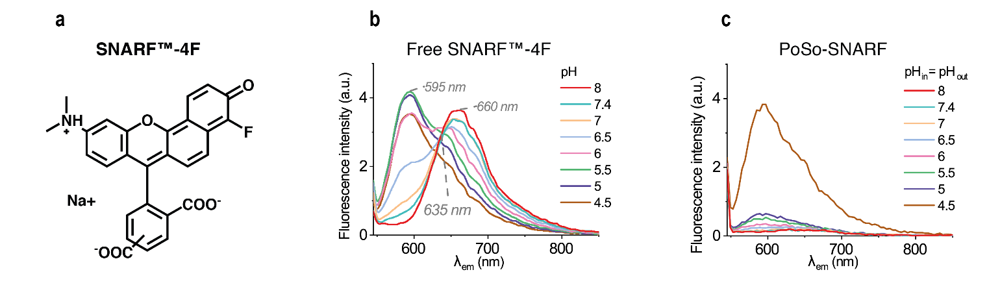 a
SNARF™-4F
O
F
O
NH
+
Na+
COO-
-OOC
b
Free SNARF™-4F
Fluorescence intensity (a.u.)
4
2
0
600
700
800
λem (nm)
595 nm
660 nm
635 nm
pH
8
7.4
7
6.5
6
5.5
5
4.5
c
PoSo-SNARF
Fluorescence intensity (a.u.)
4
2
0
600
700
800
λem (nm)
pHin = pHout
8
7.4
7
6.5
6
5.5
5
4.5